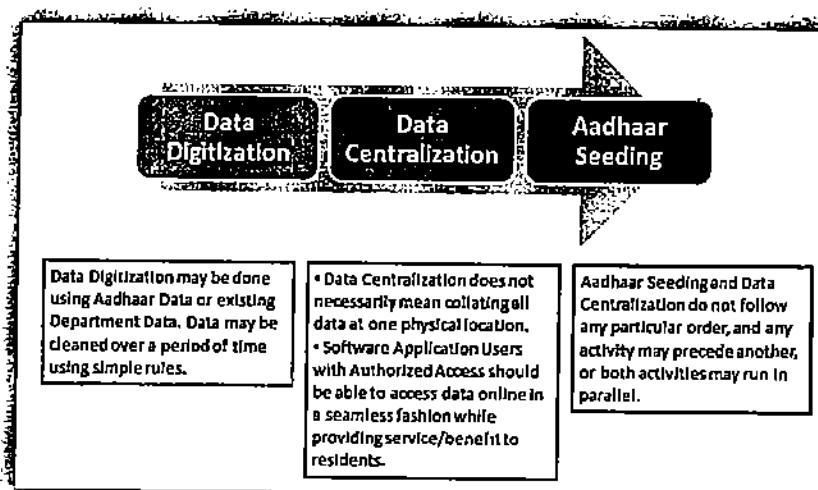 Data
Digitization
Data
Centralization
Aadhaar
Seeding
Data Digitization may be done
using Aadhaar Data or existing
Department Data. Data may be
cleaned over a period of time
using simple rules.
• Data Centralization does not
necessarily mean collating all
data at one physical location.
• Software Application Users
with Authorized Access should
be able to access data online in
a seamless fashion while
providing service/benefit to
residents.
Aadhaar Seeding and Data
Centralization do not follow
any particular order, and any
activity may precede another,
or both activities may run in
parallel.